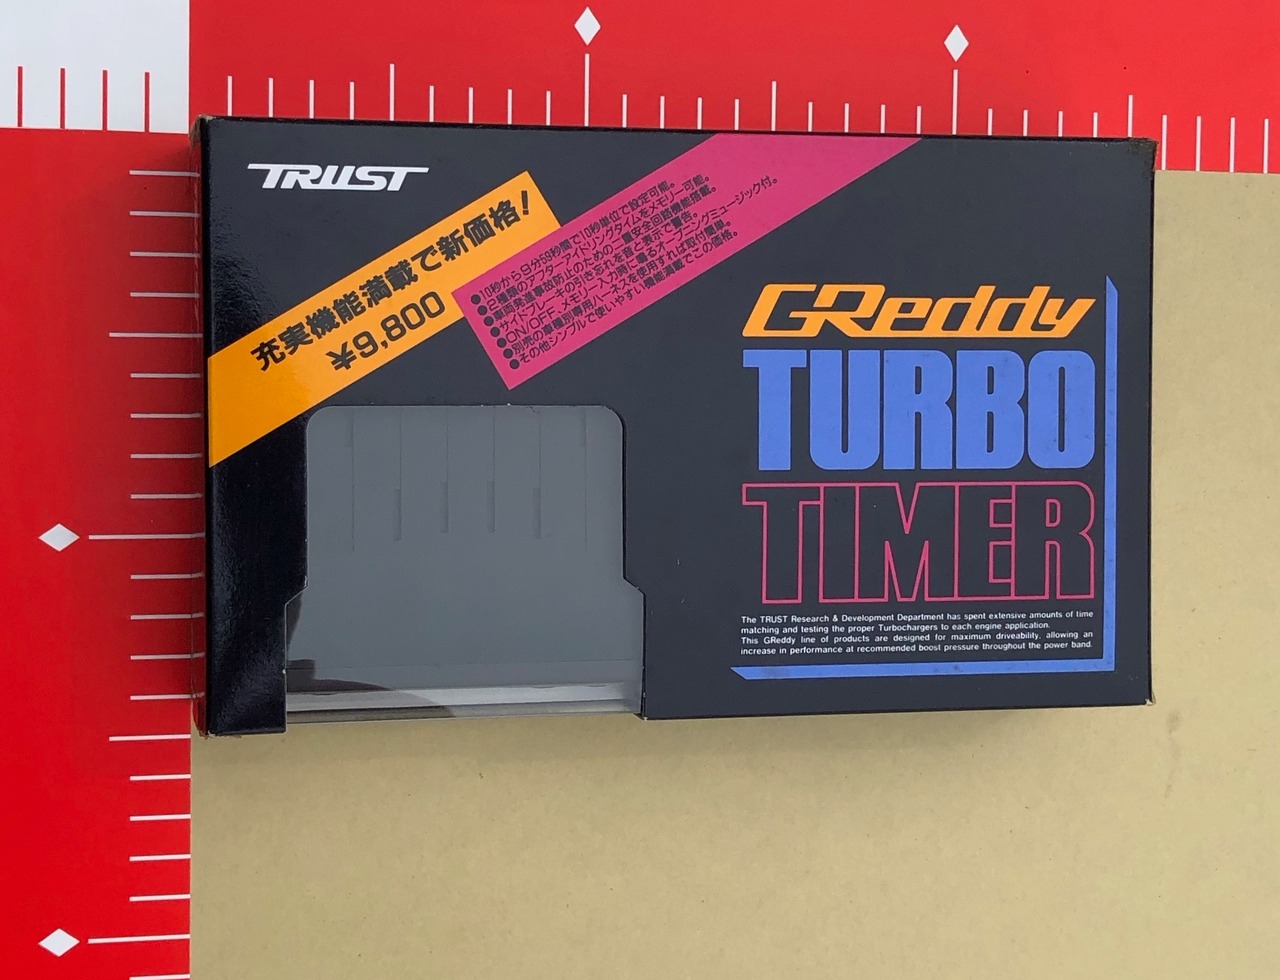 TRUST
充実機能満載で新価格!
¥9,800
●10秒から9分59秒間で10秒単位で設定可能。
●2種類のアフターアイドリングタイムをメモリー可能。
●車両発進事故防止のための二重安全回路機能搭載。
●サイドブレーキの引き忘れを音と表示で警告。
●ON/OFF、メモリー入力時に鳴るオープニングミュージック付。
●別売の車種別専用ハーネスを使用すれば取付簡単。
●その他シンプルで使いやすい機能満載でこの価格。
GReddy
TURBO
TIMER
The TRUST Research & Development Department has spent extensive amounts of time
matching and testing the proper Turbochargers to each engine application.
This GReddy line of products are designed for maximum driveability, allowing an
increase in performance at recommended boost pressure throughout the power band.